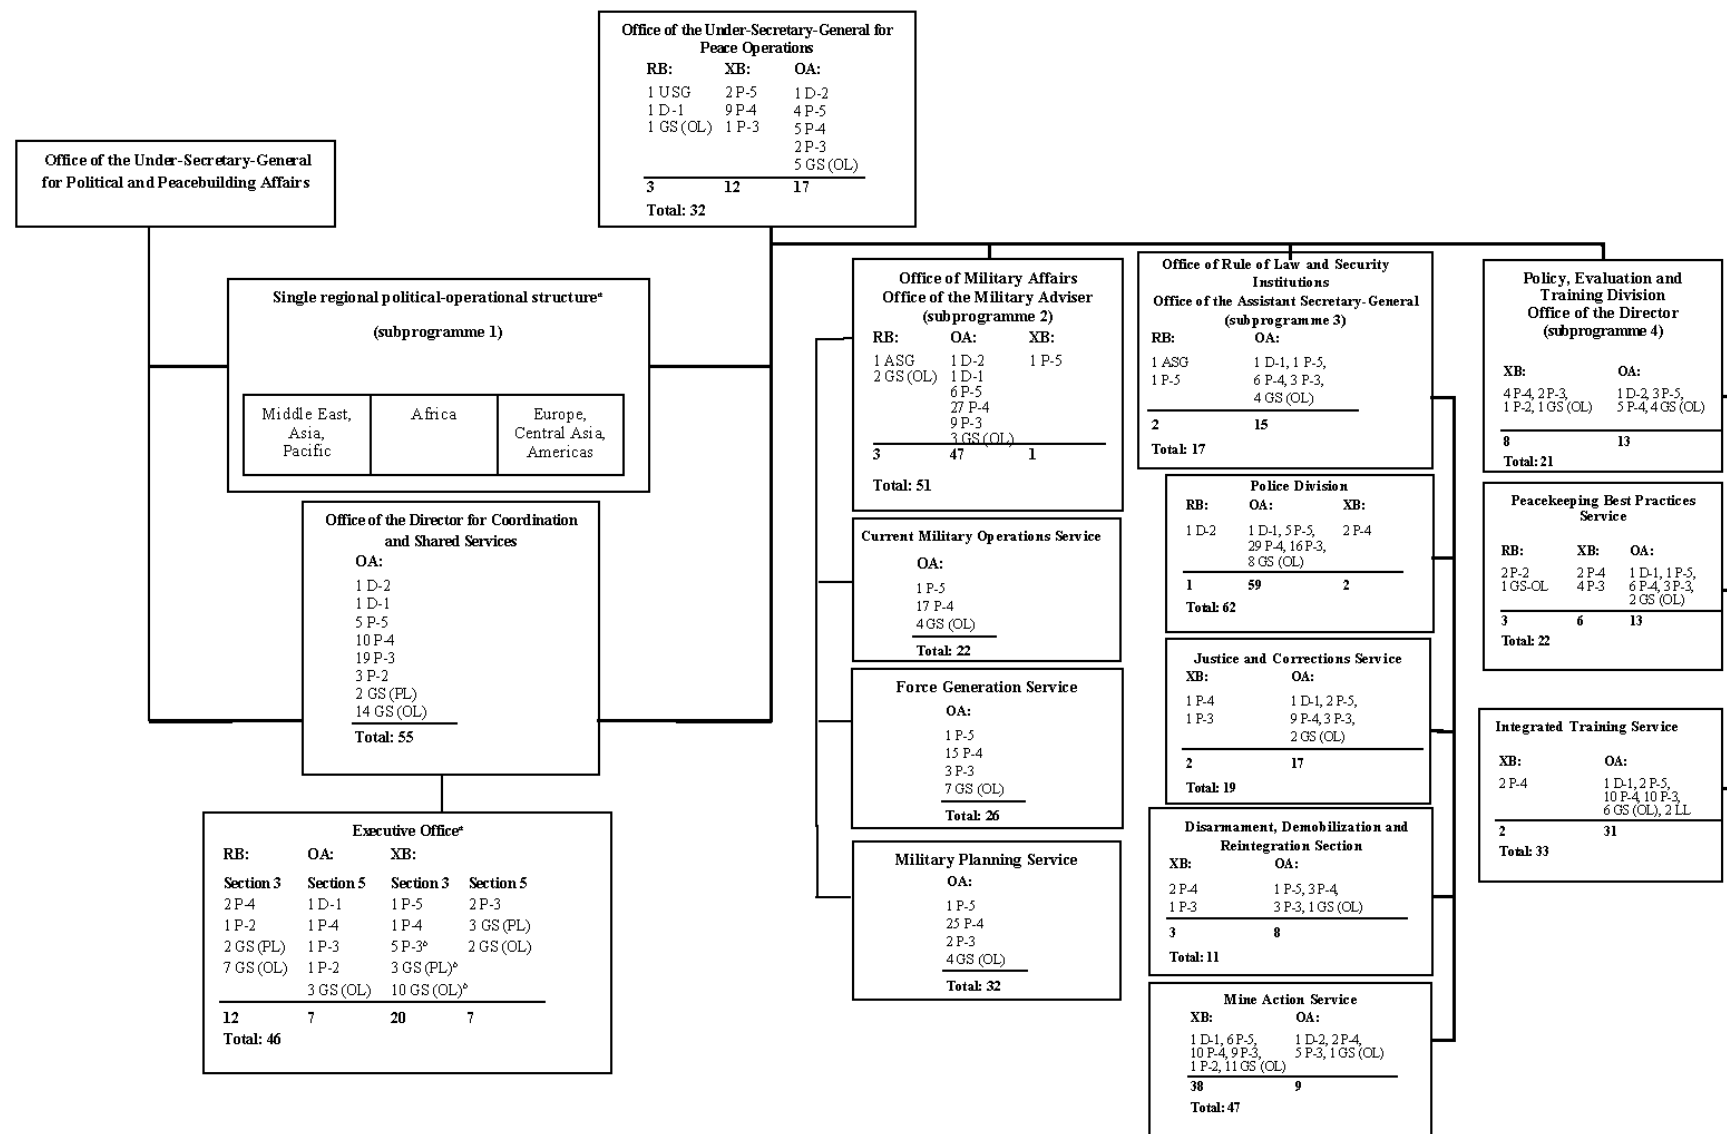 Office of the Under-Secretary-General for
Peace Operations
RB: XB: OA:
1 USG 2 P-5 1 D-2
1 D-1 9 P-4 4 P-5
1 GS (OL) 1 P-3 5 P-4
2 P-3
5 GS (OL)
3 12 17
Total: 32
Office of the Under-Secretary-General
for Political and Peacebuilding Affairs
Single regional political-operational structureᵃ
(subprogramme 1)
Middle East,
Asia,
Pacific
Africa
Europe,
Central Asia,
Americas
Office of the Director for Coordination
and Shared Services
OA:
1 D-2
1 D-1
5 P-5
10 P-4
19 P-3
3 P-2
2 GS (PL)
14 GS (OL)
Total: 55
Executive Officeᵃ
RB: OA: XB:
Section 3 Section 5 Section 3 Section 5
2 P-4 1 D-1 1 P-5 2 P-3
1 P-2 1 P-4 1 P-4 3 GS (PL)
2 GS (PL) 1 P-3 5 P-3ᵇ 2 GS (OL)
7 GS (OL) 1 P-2 3 GS (PL)ᵇ
3 GS (OL) 10 GS (OL)ᵇ
12 7 20 7
Total: 46
Office of Military Affairs
Office of the Military Adviser
(subprogramme 2)
RB: OA: XB:
1 ASG 1 D-2 1 P-5
2 GS (OL) 1 D-1
6 P-5
27 P-4
9 P-3
3 GS (OL)
3 47 1
Total: 51
Current Military Operations Service
OA:
1 P-5
17 P-4
4 GS (OL)
Total: 22
Force Generation Service
OA:
1 P-5
15 P-4
3 P-3
7 GS (OL)
Total: 26
Military Planning Service
OA:
1 P-5
25 P-4
2 P-3
4 GS (OL)
Total: 32
Office of Rule of Law and Security
Institutions
Office of the Assistant Secretary-General
(subprogramme 3)
RB: OA:
1 ASG 1 D-1, 1 P-5,
1 P-5 6 P-4, 3 P-3,
4 GS (OL)
2 15
Total: 17
Police Division
RB: OA: XB:
1 D-2 1 D-1, 5 P-5, 2 P-4
29 P-4, 16 P-3,
8 GS (OL)
1 59 2
Total: 62
Justice and Corrections Service
XB: OA:
1 P-4 1 D-1, 2 P-5,
1 P-3 9 P-4, 3 P-3,
2 GS (OL)
2 17
Total: 19
Disarmament, Demobilization and
Reintegration Section
XB: OA:
2 P-4 1 P-5, 3 P-4,
1 P-3 3 P-3, 1 GS (OL)
3 8
Total: 11
Mine Action Service
XB: OA:
1 D-1, 6 P-5, 1 D-2, 2 P-4,
10 P-4, 9 P-3, 5 P-3, 1 GS (OL)
1 P-2, 11 GS (OL)
38 9
Total: 47
Policy, Evaluation and
Training Division
Office of the Director
(subprogramme 4)
XB: OA:
4 P-4, 2 P-3, 1 D-2, 3 P-5,
1 P-2, 1 GS (OL) 5 P-4, 4 GS (OL)
8 13
Total: 21
Peacekeeping Best Practices
Service
RB: XB: OA:
2 P-2 2 P-4 1 D-1, 1 P-5,
1 GS-OL 4 P-3 6 P-4, 3 P-3,
2 GS (OL)
3 6 13
Total: 22
Integrated Training Service
XB: OA:
2 P-4 1 D-1, 2 P-5,
10 P-4, 10 P-3,
6 GS (OL), 2 LL
2 31
Total: 33